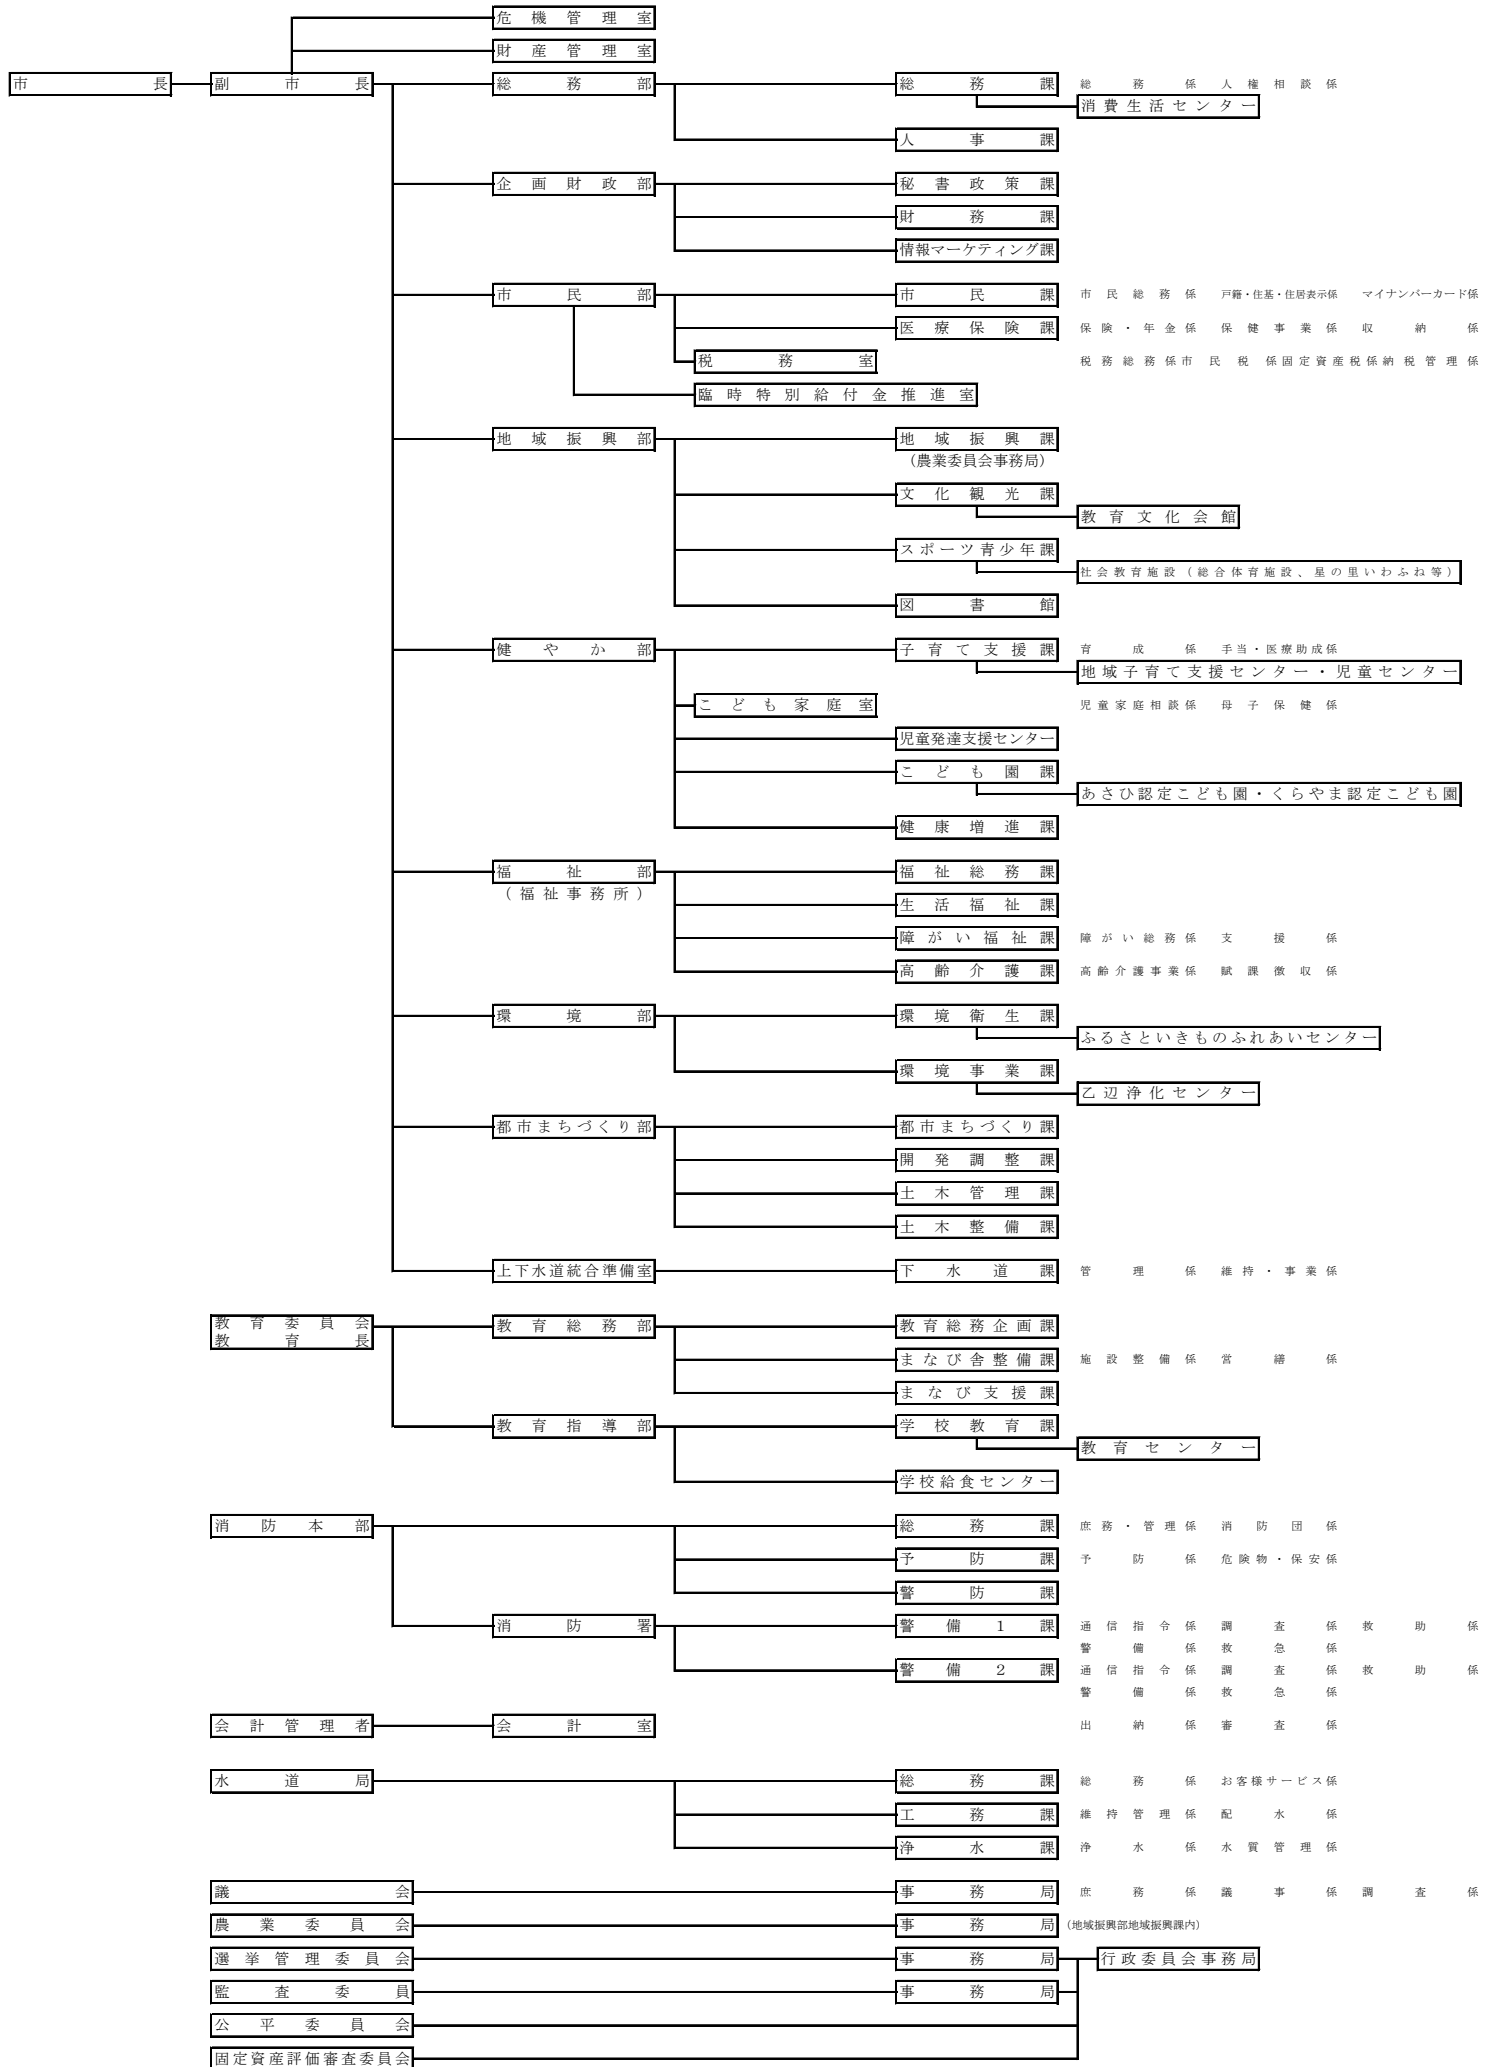 危機管理室
財産管理室
市長 副市長 総務部 総務課 総務係 人権相談係
消費生活センター
人事課
企画財政部 秘書政策課
財務課
情報マーケティング課
市民部 市民課 市民総務係 戸籍・住基・住居表示係 マイナンバーカード係
医療保険課 保険・年金係 保健事業係 収納係
税務室 税務総務係 市民税係 固定資産税係 納税管理係
臨時特別給付金推進室
地域振興部 地域振興課
（農業委員会事務局）
文化観光課
教育文化会館
スポーツ青少年課
社会教育施設（総合体育施設、星の里いわふね等）
図書館
健やか部 子育て支援課 育成係 手当・医療助成係
地域子育て支援センター・児童センター
こども家庭室 児童家庭相談係 母子保健係
児童発達支援センター
こども園課
あさひ認定こども園・くらやま認定こども園
健康増進課
福祉部 福祉総務課
（福祉事務所）
生活福祉課
障がい福祉課 障がい総務係 支援係
高齢介護課 高齢介護事業係 賦課徴収係
環境部 環境衛生課
ふるさといきものふれあいセンター
環境事業課
乙辺浄化センター
都市まちづくり部 都市まちづくり課
開発調整課
土木管理課
土木整備課
上下水道統合準備室 下水道課 管理係 維持・事業係
教育委員会
教育長 教育総務部 教育総務企画課
まなび舎整備課 施設整備係 営繕係
まなび支援課
教育指導部 学校教育課
教育センター
学校給食センター
消防本部 総務課 庶務・管理係 消防団係
予防課 予防係 危険物・保安係
警防課
消防署 警備1課 通信指令係 調査係 救助係
警備係 救急係
警備2課 通信指令係 調査係 救助係
警備係 救急係
会計管理者 会計室 出納係 審査係
水道局 総務課 総務係 お客様サービス係
工務課 維持管理係 配水係
浄水課 浄水係 水質管理係
議会 事務局 庶務係 議事係 調査係
農業委員会 事務局 (地域振興部地域振興課内)
選挙管理委員会 事務局 行政委員会事務局
監査委員 事務局
公平委員会
固定資産評価審査委員会